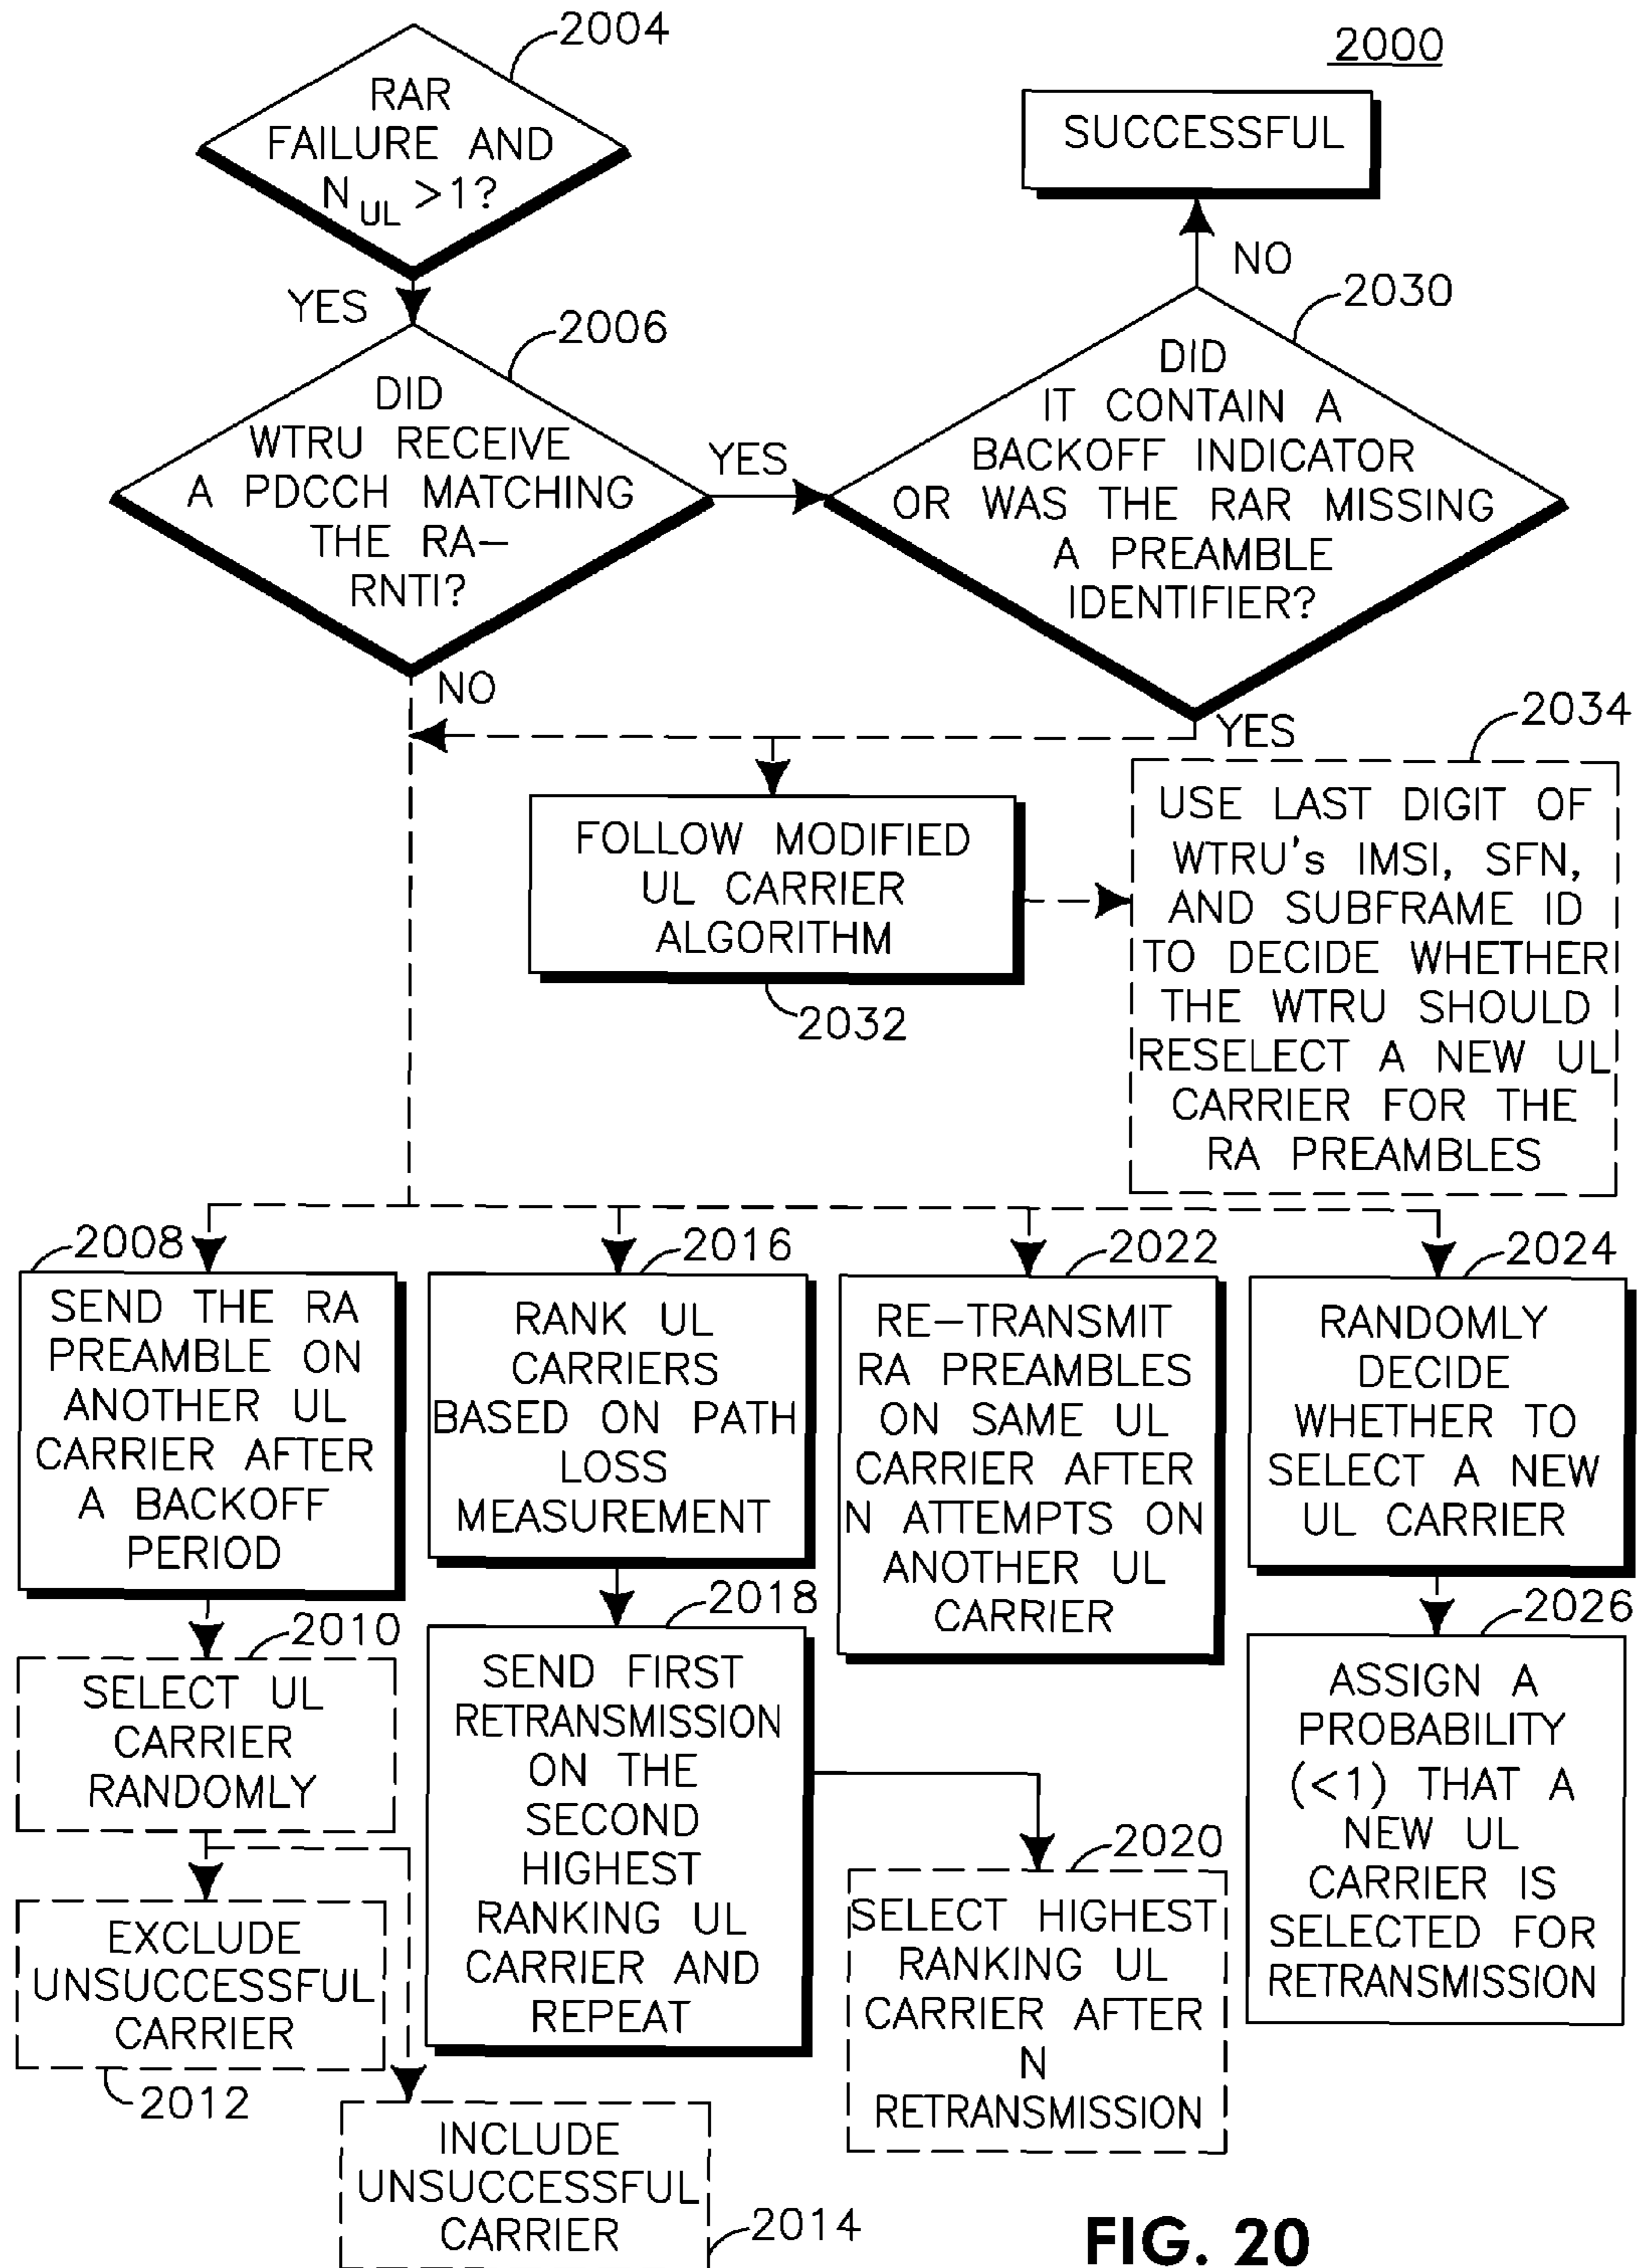 2004
RAR
FAILURE AND
N UL >1?
2000
SUCCESSFUL
NO
YES
2006
DID
WTRU RECEIVE
A PDCCH MATCHING
THE RA-
RNTI?
YES
2030
DID
IT CONTAIN A
BACKOFF INDICATOR
OR WAS THE RAR MISSING
A PREAMBLE
IDENTIFIER?
NO
YES
FOLLOW MODIFIED
UL CARRIER
ALGORITHM
2032
2034
USE LAST DIGIT OF
WTRU's IMSI, SFN,
AND SUBFRAME ID
TO DECIDE WHETHER
THE WTRU SHOULD
RESELECT A NEW UL
CARRIER FOR THE
RA PREAMBLES
2008
SEND THE RA
PREAMBLE ON
ANOTHER UL
CARRIER AFTER
A BACKOFF
PERIOD
2010
SELECT UL
CARRIER
RANDOMLY
EXCLUDE
UNSUCCESSFUL
CARRIER
2012
INCLUDE
UNSUCCESSFUL
CARRIER
2014
2016
RANK UL
CARRIERS
BASED ON PATH
LOSS
MEASUREMENT
2018
SEND FIRST
RETRANSMISSION
ON THE
SECOND
HIGHEST
RANKING UL
CARRIER AND
REPEAT
2020
SELECT HIGHEST
RANKING UL
CARRIER AFTER
N
RETRANSMISSION
2022
RE-TRANSMIT
RA PREAMBLES
ON SAME UL
CARRIER AFTER
N ATTEMPTS ON
ANOTHER UL
CARRIER
2024
RANDOMLY
DECIDE
WHETHER TO
SELECT A NEW
UL CARRIER
2026
ASSIGN A
PROBABILITY
(<1) THAT A
NEW UL
CARRIER IS
SELECTED FOR
RETRANSMISSION
FIG. 20